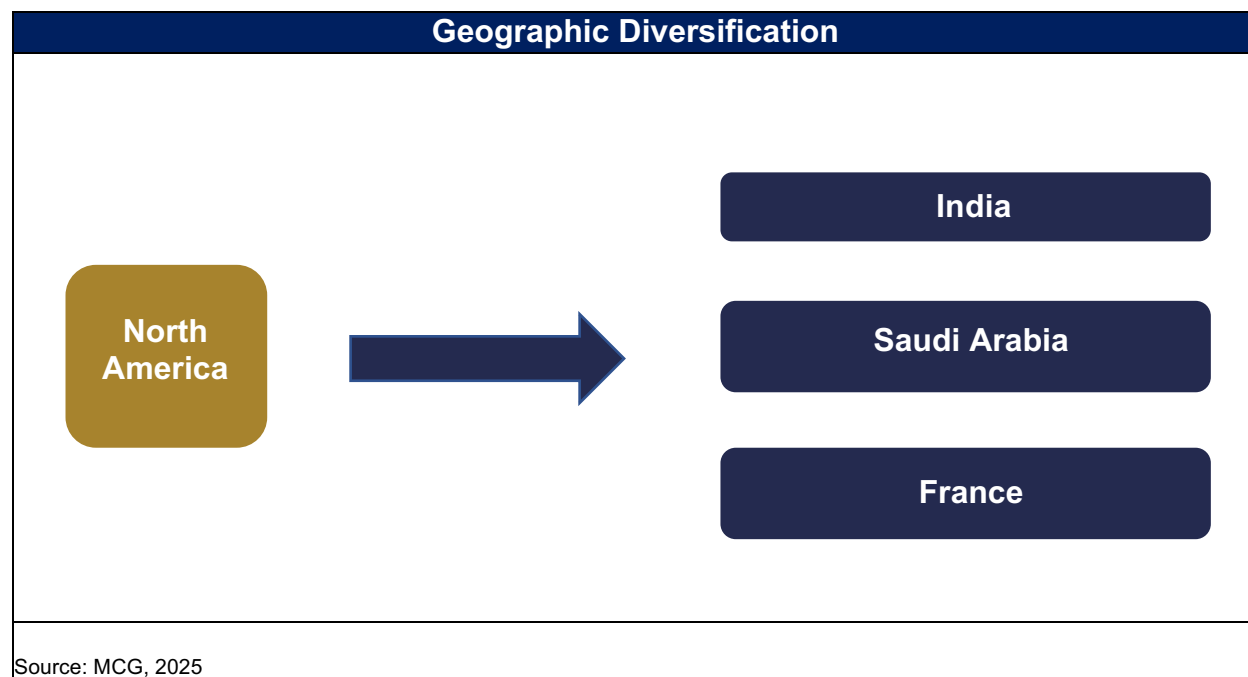 Geographic Diversification
North
America
India
Saudi Arabia
France
Source: MCG, 2025